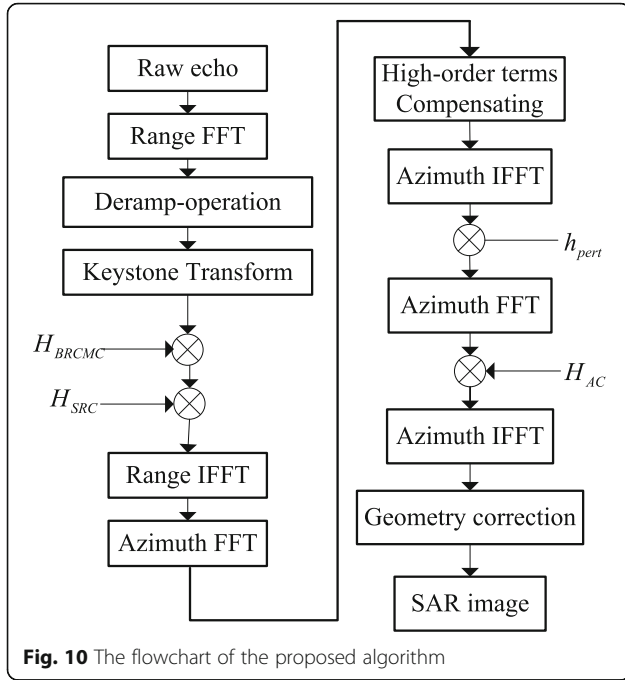 Raw echo
Range FFT
Deramp-operation
Keystone Transform
H_BRCMC
H_SRC
Range IFFT
Azimuth FFT
High-order terms
Compensating
Azimuth IFFT
h_pert
Azimuth FFT
H_AC
Azimuth IFFT
Geometry correction
SAR image
Fig. 10 The flowchart of the proposed algorithm